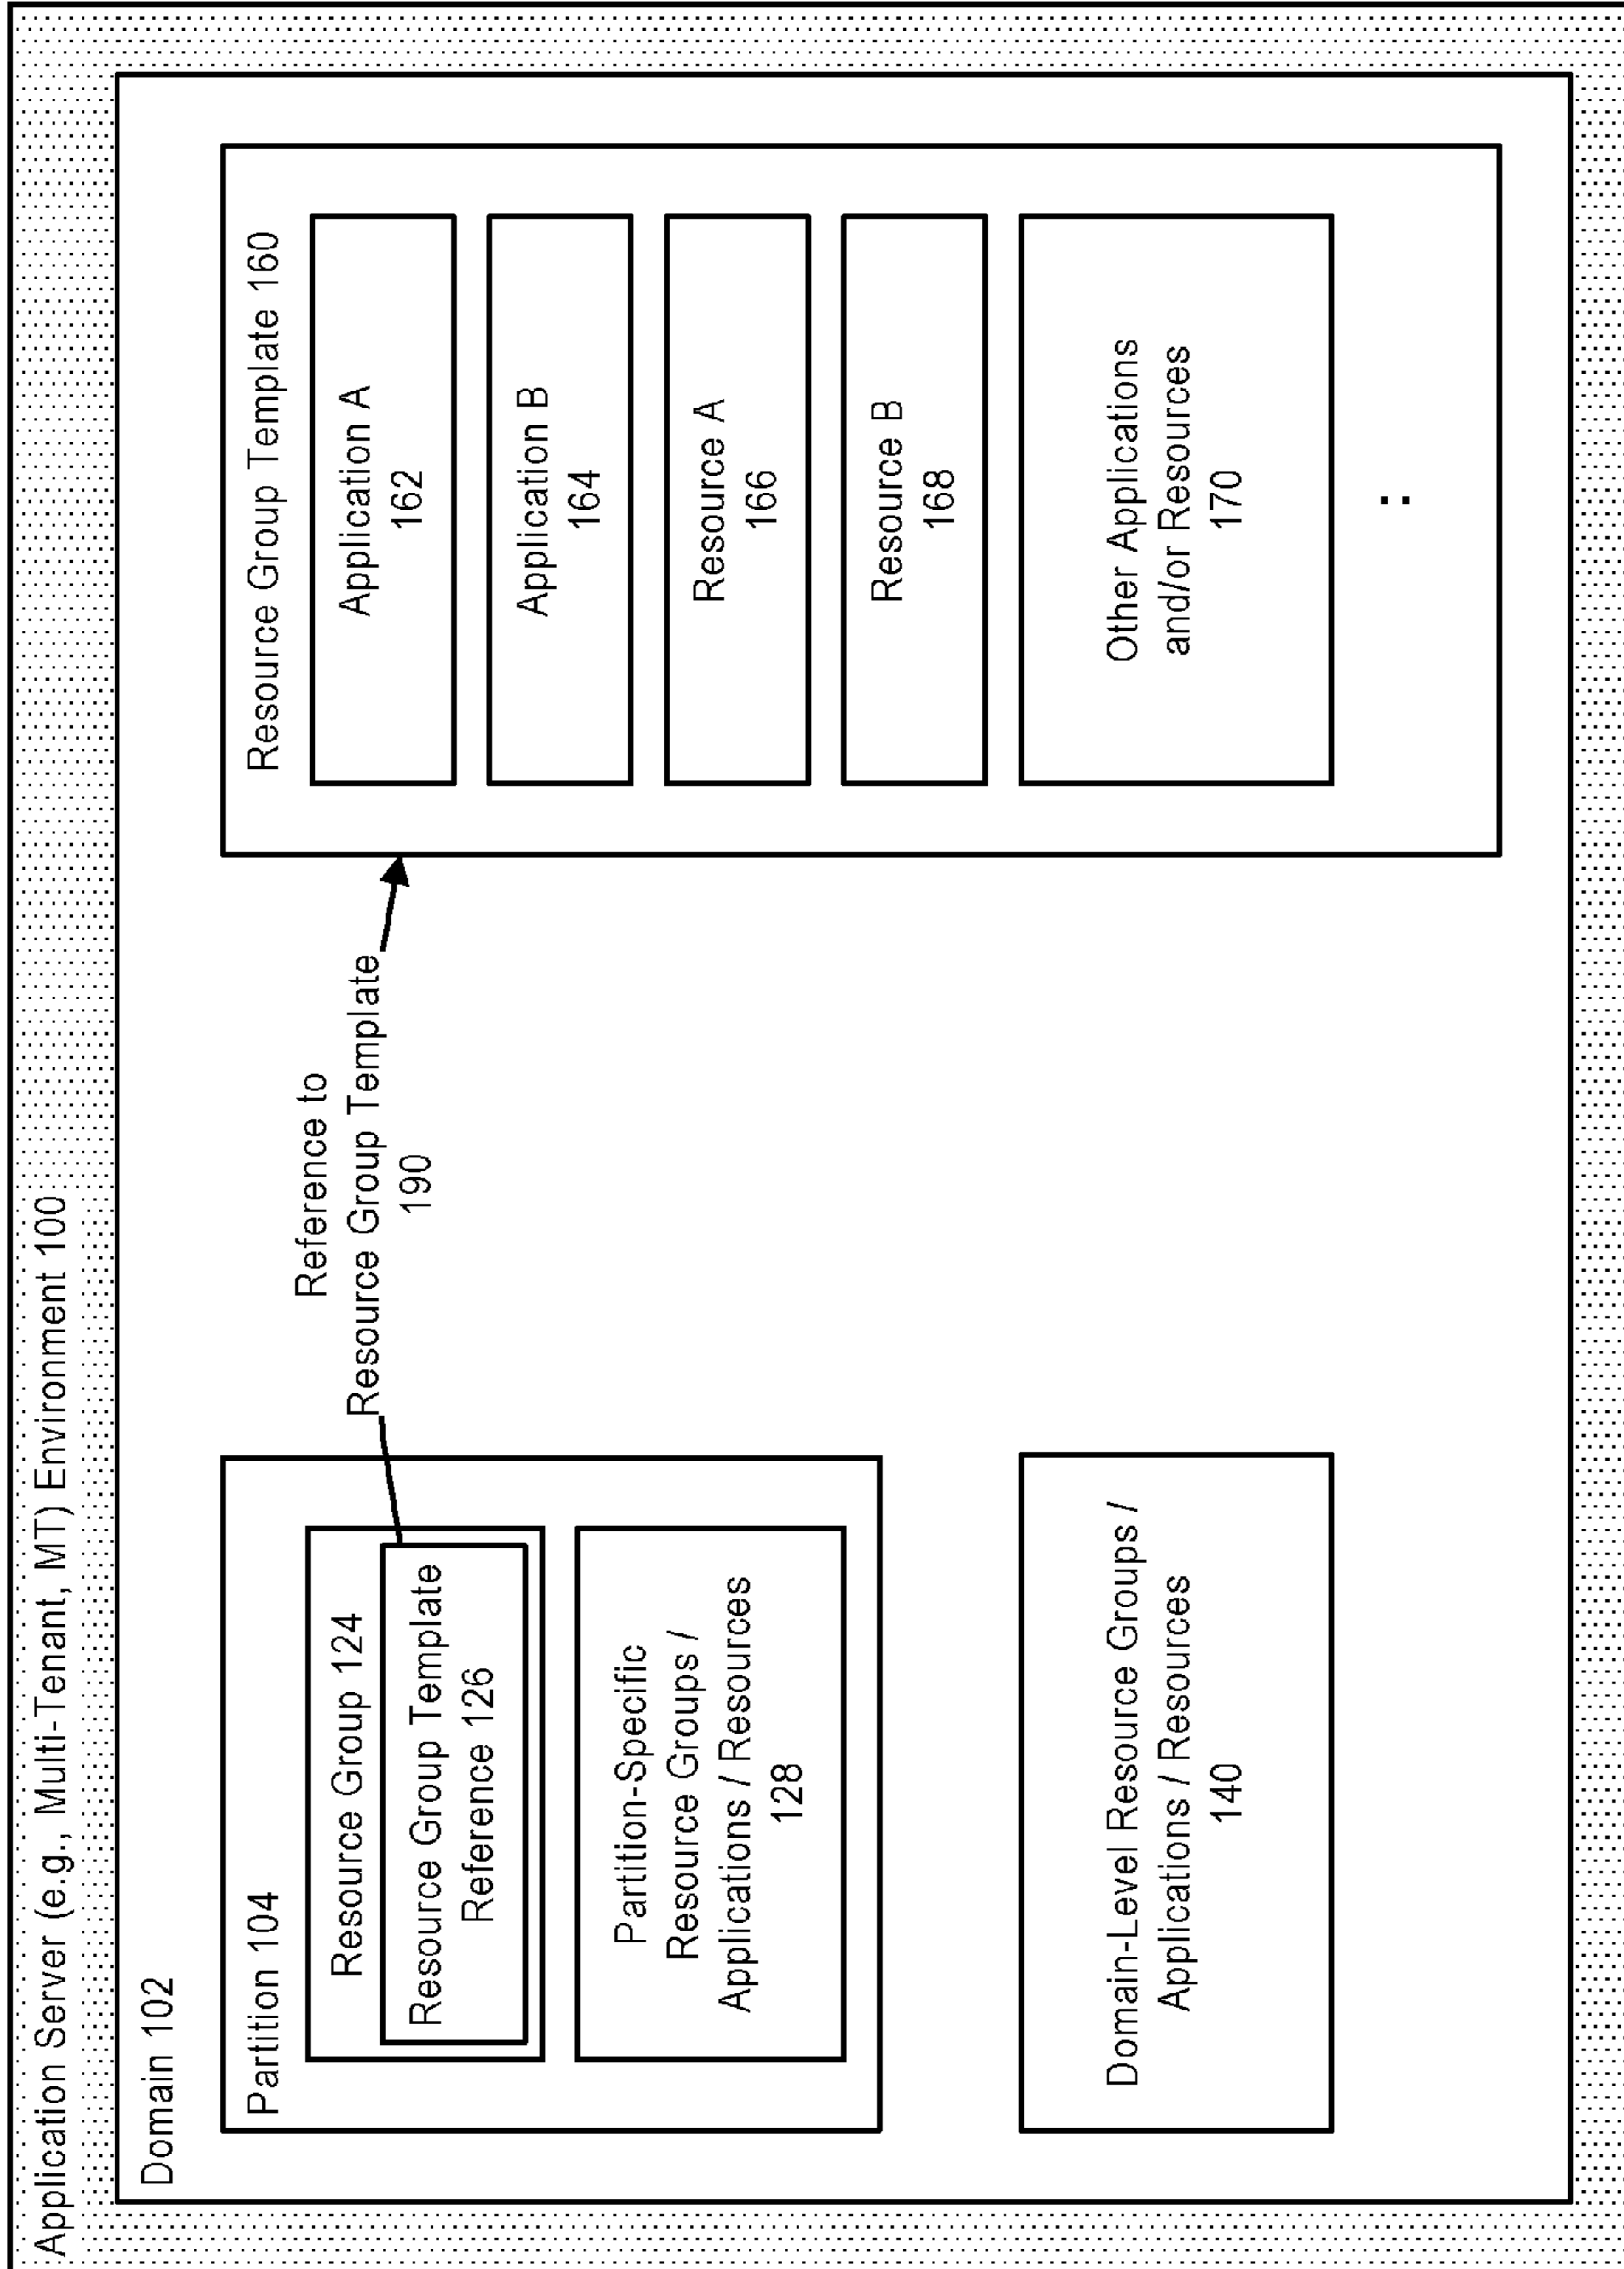 Application Server (e.g., Multi-Tenant, MT) Environment 100
Domain 102
Partition 104
Resource Group 124
Resource Group Template
Reference 126
Partition-Specific
Resource Groups /
Applications / Resources
128
Domain-Level Resource Groups /
Applications / Resources
140
Reference to
Resource Group Template
190
Resource Group Template 160
Application A
162
Application B
164
Resource A
166
Resource B
168
Other Applications
and/or Resources
170